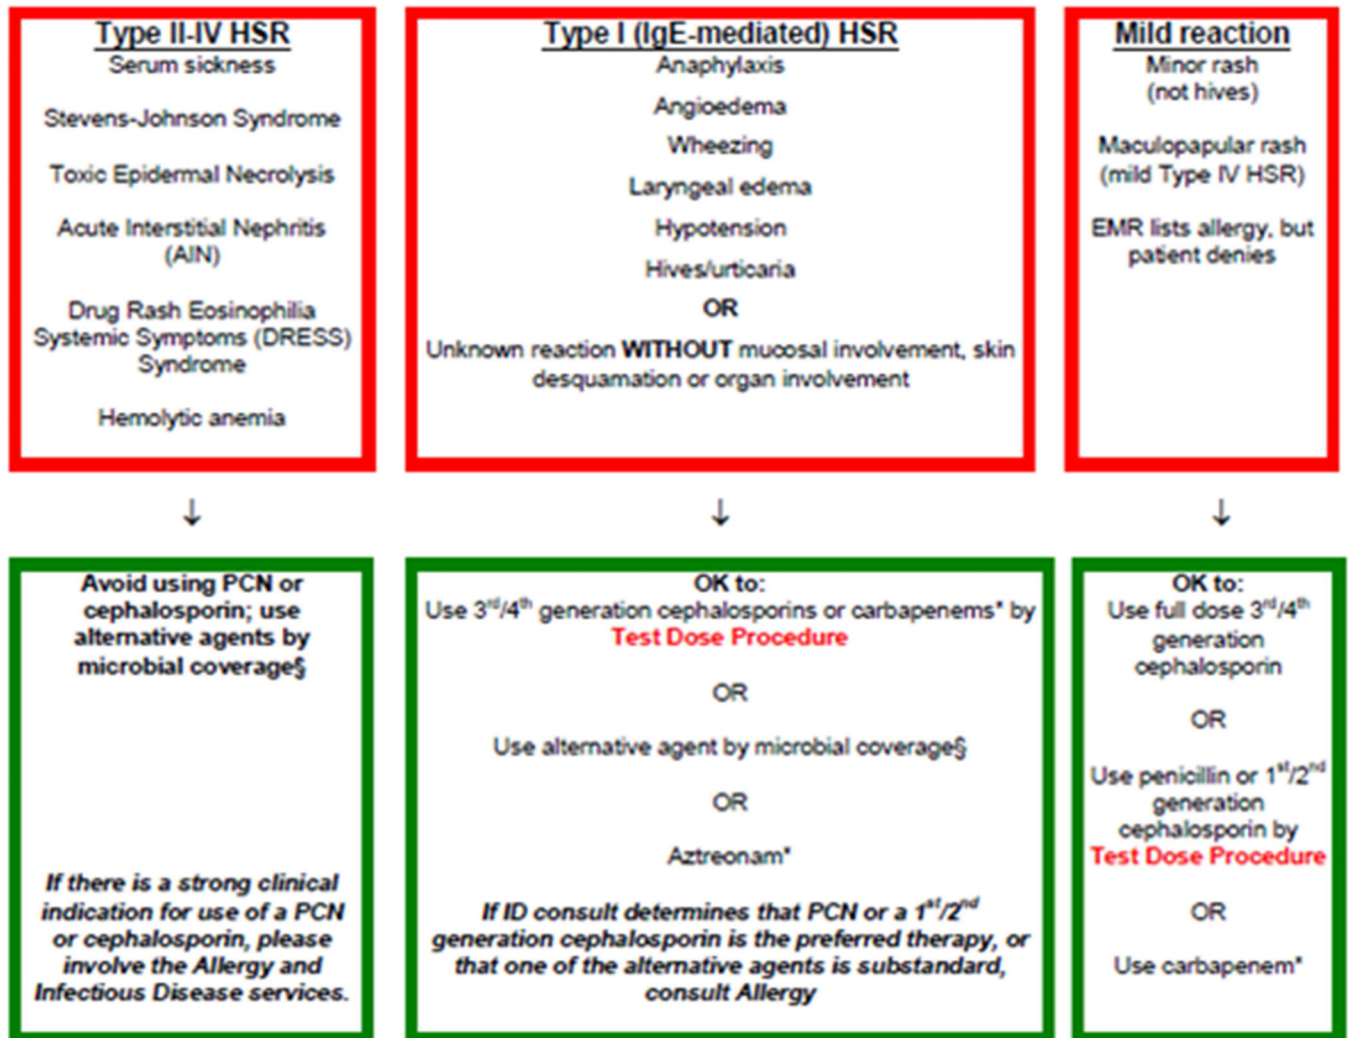 Type II-IV HSR
Serum sickness
Stevens-Johnson Syndrome
Toxic Epidermal Necrolysis
Acute Interstitial Nephritis
(AIN)
Drug Rash Eosinophilia
Systemic Symptoms (DRESS)
Syndrome
Hemolytic anemia
Type I (IgE-mediated) HSR
Anaphylaxis
Angioedema
Wheezing
Laryngeal edema
Hypotension
Hives/urticaria
OR
Unknown reaction WITHOUT mucosal involvement, skin
desquamation or organ involvement
Mild reaction
Minor rash
(not hives)
Maculopapular rash
(mild Type IV HSR)
EMR lists allergy, but
patient denies
↓
↓
↓
Avoid using PCN or
cephalosporin; use
alternative agents by
microbial coverage§
If there is a strong clinical
indication for use of a PCN
or cephalosporin, please
involve the Allergy and
Infectious Disease services.
OK to:
Use 3rd/4th generation cephalosporins or carbapenems* by
Test Dose Procedure
OR
Use alternative agent by microbial coverage§
OR
Aztreonam*
If ID consult determines that PCN or a 1st/2nd
generation cephalosporin is the preferred therapy, or
that one of the alternative agents is substandard,
consult Allergy
OK to:
Use full dose 3rd/4th
generation
cephalosporin
OR
Use penicillin or 1st/2nd
generation
cephalosporin by
Test Dose Procedure
OR
Use carbapenem*